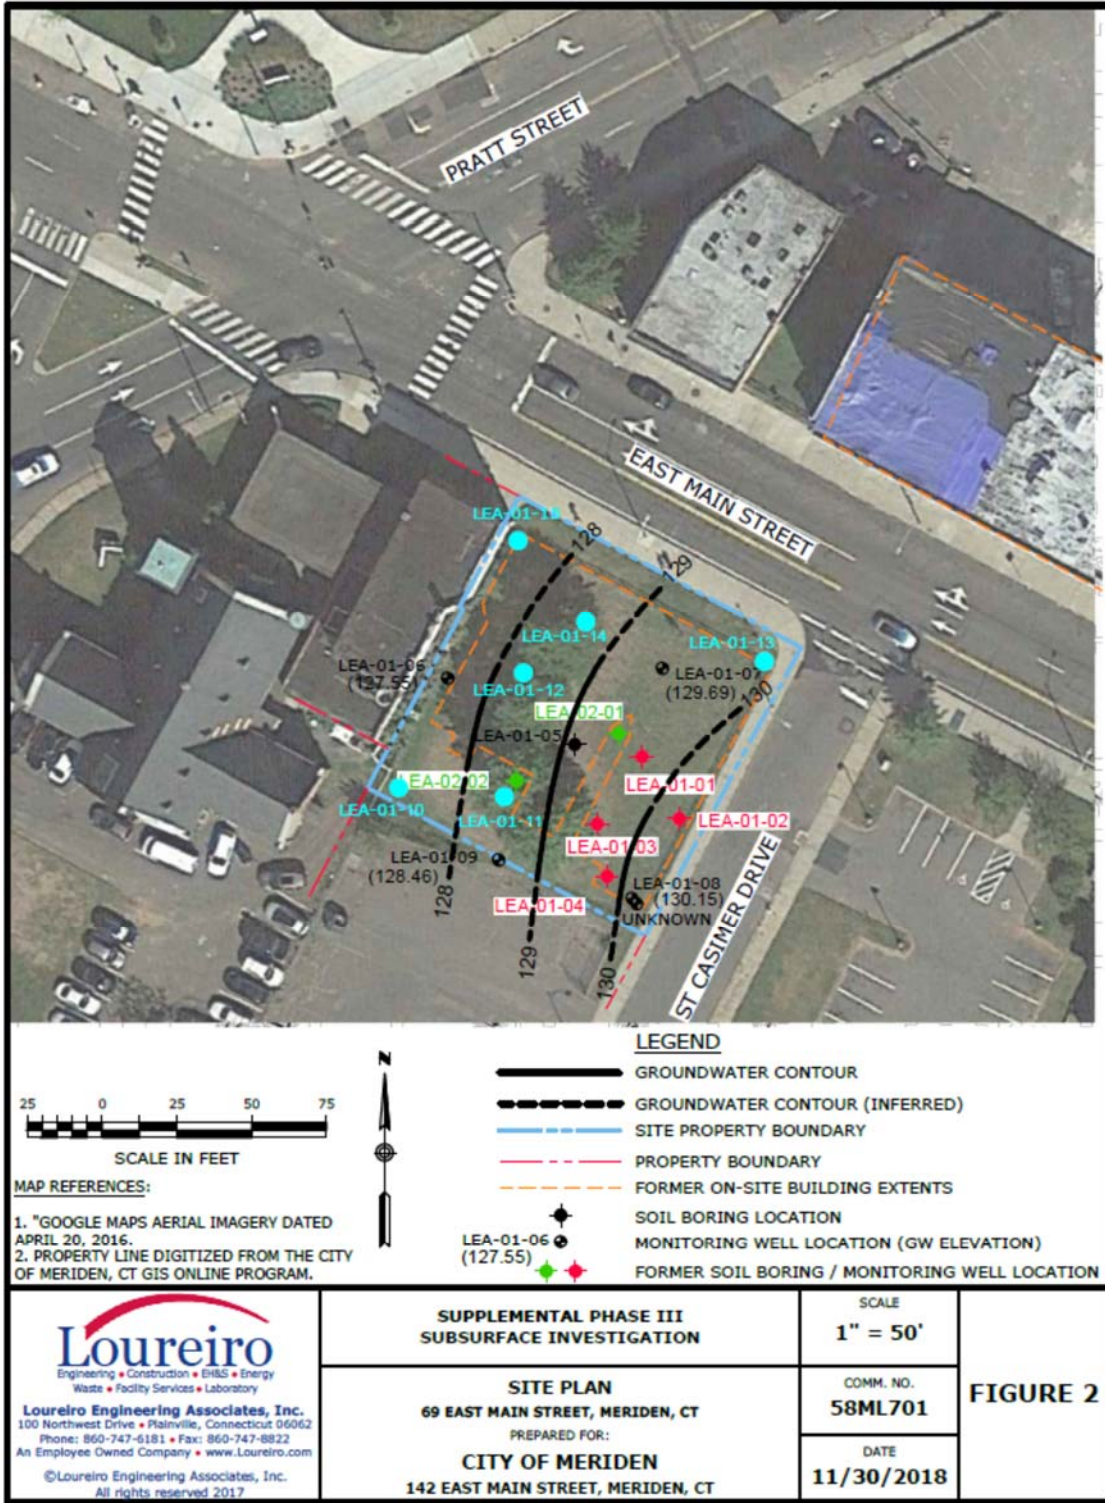 PRATT STREET
EAST MAIN STREET
128
129
LEA-01-14
LEA-01-13
LEA-01-06
(127.55)
LEA-01-07
(129.69)
130
LEA-01-12
LEA-02-01
LEA-01-05
LEA-02-02
LEA-01-01
LEA-01-10
LEA-01-11
LEA-01-02
LEA-01-03
LEA-01-09
(128.46)
LEA-01-08
(130.15)
LEA-01-04
UNKNOWN
128
129
130
ST CASIMER DRIVE
LEGEND
GROUNDWATER CONTOUR
GROUNDWATER CONTOUR (INFERRED)
SITE PROPERTY BOUNDARY
PROPERTY BOUNDARY
FORMER ON-SITE BUILDING EXTENTS
SOIL BORING LOCATION
LEA-01-06
(127.55)
MONITORING WELL LOCATION (GW ELEVATION)
FORMER SOIL BORING / MONITORING WELL LOCATION
N
25 0 25 50 75
SCALE IN FEET
MAP REFERENCES:
1. "GOOGLE MAPS AERIAL IMAGERY DATED
APRIL 20, 2016.
2. PROPERTY LINE DIGITIZED FROM THE CITY
OF MERIDEN, CT GIS ONLINE PROGRAM.
Loureiro
Engineering • Construction • EH&S • Energy
Waste • Facility Services • Laboratory
Loureiro Engineering Associates, Inc.
100 Northwest Drive • Plainville, Connecticut 06062
Phone: 860-747-6181 • Fax: 860-747-8822
An Employee Owned Company • www.Loureiro.com
©Loureiro Engineering Associates, Inc.
All rights reserved 2017
SUPPLEMENTAL PHASE III
SUBSURFACE INVESTIGATION
SITE PLAN
69 EAST MAIN STREET, MERIDEN, CT
PREPARED FOR:
CITY OF MERIDEN
142 EAST MAIN STREET, MERIDEN, CT
SCALE
1" = 50'
COMM. NO.
58ML701
DATE
11/30/2018
FIGURE 2